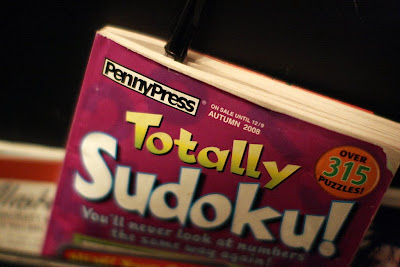 PennyPress
ON SALE UNTIL 12/9
AUTUMN 2008
Totally
Sudoku!
OVER
315
PUZZLES!
You'll never look at numbers
the same way again!